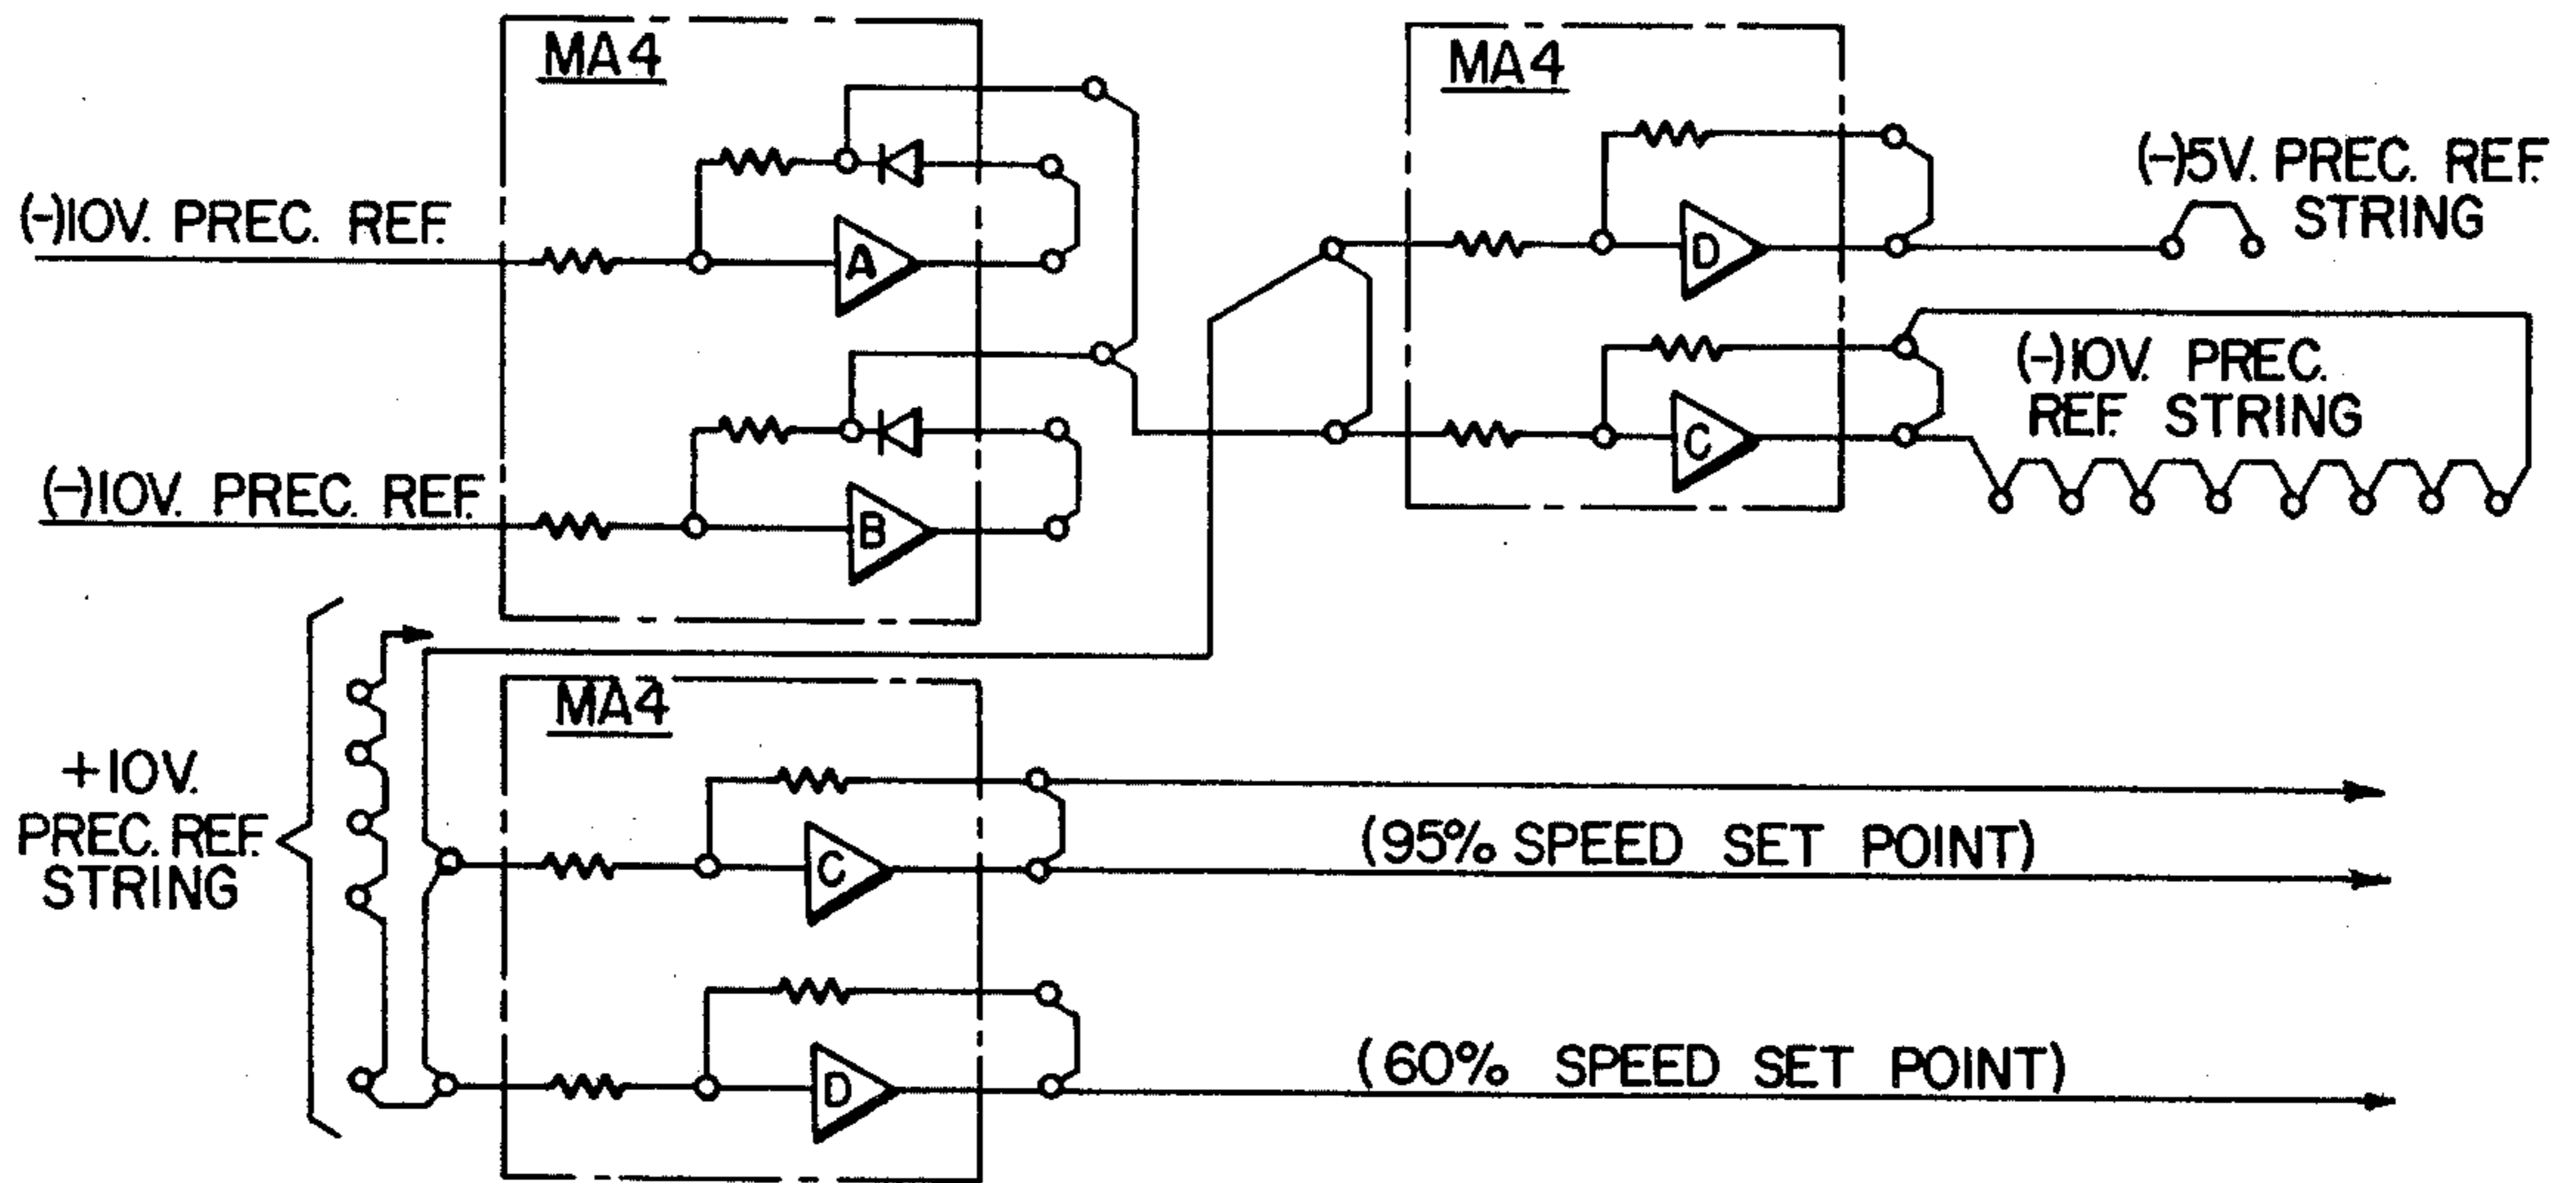 MA4
MA4
(-)10V. PREC. REF.
A
D
(-)5V. PREC. REF.
STRING
(-)10V. PREC.
REF. STRING
C
(-)10V. PREC. REF.
B
MA4
+10V.
PREC. REF.
STRING
C
(95% SPEED SET POINT)
D
(60% SPEED SET POINT)